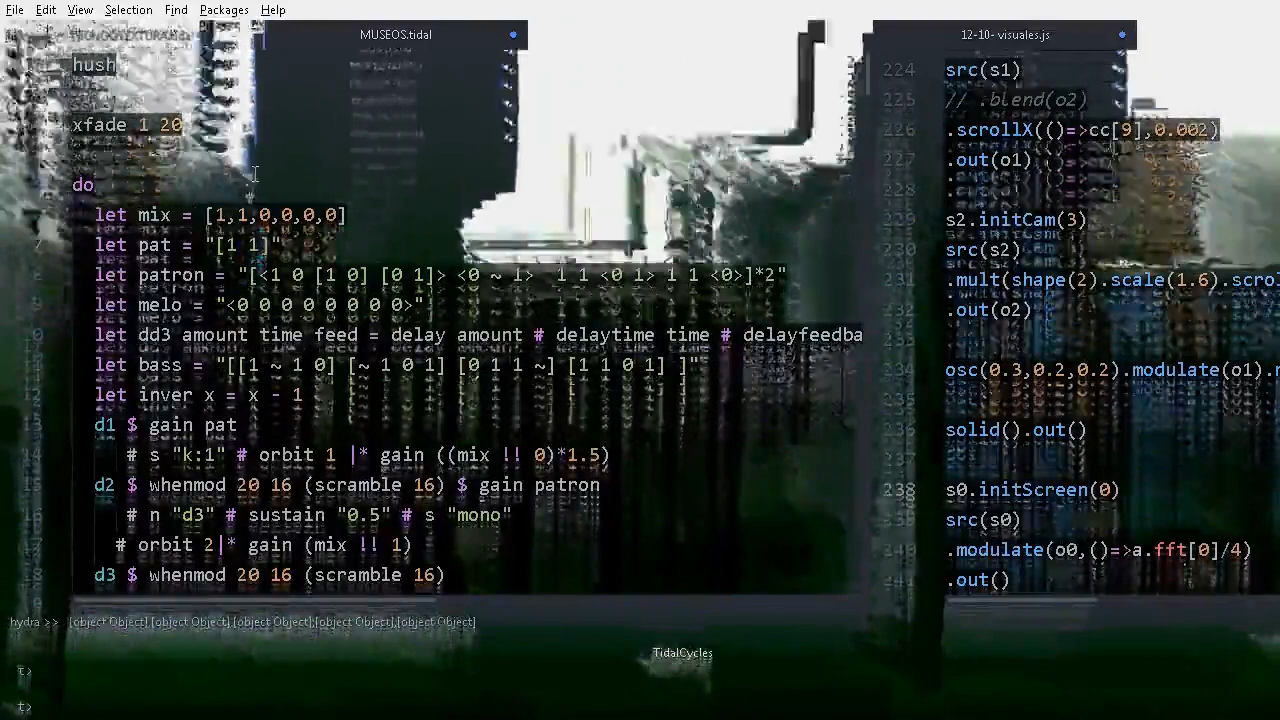 File Edit View Selection Find Packages Help
MUSEOS.tidal
hush
xfade 1 20
do
let mix = [1,1,0,0,0,0]
let pat = "[1 1]"
let patron = "[<1 0 [1 0] [0 1]> <0 ~ 1> 1 1 <0 1> 1 1 <0>]*2"
let melo = "<0 0 0 0 0 0 0 0>"
let dd3 amount time feed = delay amount # delaytime time # delayfeedba
let bass = "[[1 ~ 1 0] [~ 1 0 1] [0 1 1 ~] [1 1 0 1] ]"
let inver x = x - 1
d1 $ gain pat
# s "k:1" # orbit 1 |* gain ((mix !! 0)*1.5)
d2 $ whenmod 20 16 (scramble 16) $ gain patron
# n "d3" # sustain "0.5" # s "mono"
# orbit 2|* gain (mix !! 1)
d3 $ whenmod 20 16 (scramble 16)
12-10- visuales.js
224 src(s1)
225 // .blend(o2)
226 .scrollX(()=>cc[9],0.002)
227 .out(o1)
228
229 s2.initCam(3)
230 src(s2)
231 .mult(shape(2).scale(1.6).scro
232 .out(o2)
osc(0.3,0.2,0.2).modulate(o1).
solid().out()
238 s0.initScreen(0)
src(s0)
.modulate(o0,()=>a.fft[0]/4)
.out()
hydra >> [object Object],[object Object],[object Object],[object Object],[object Object]
TidalCycles
t>
t>